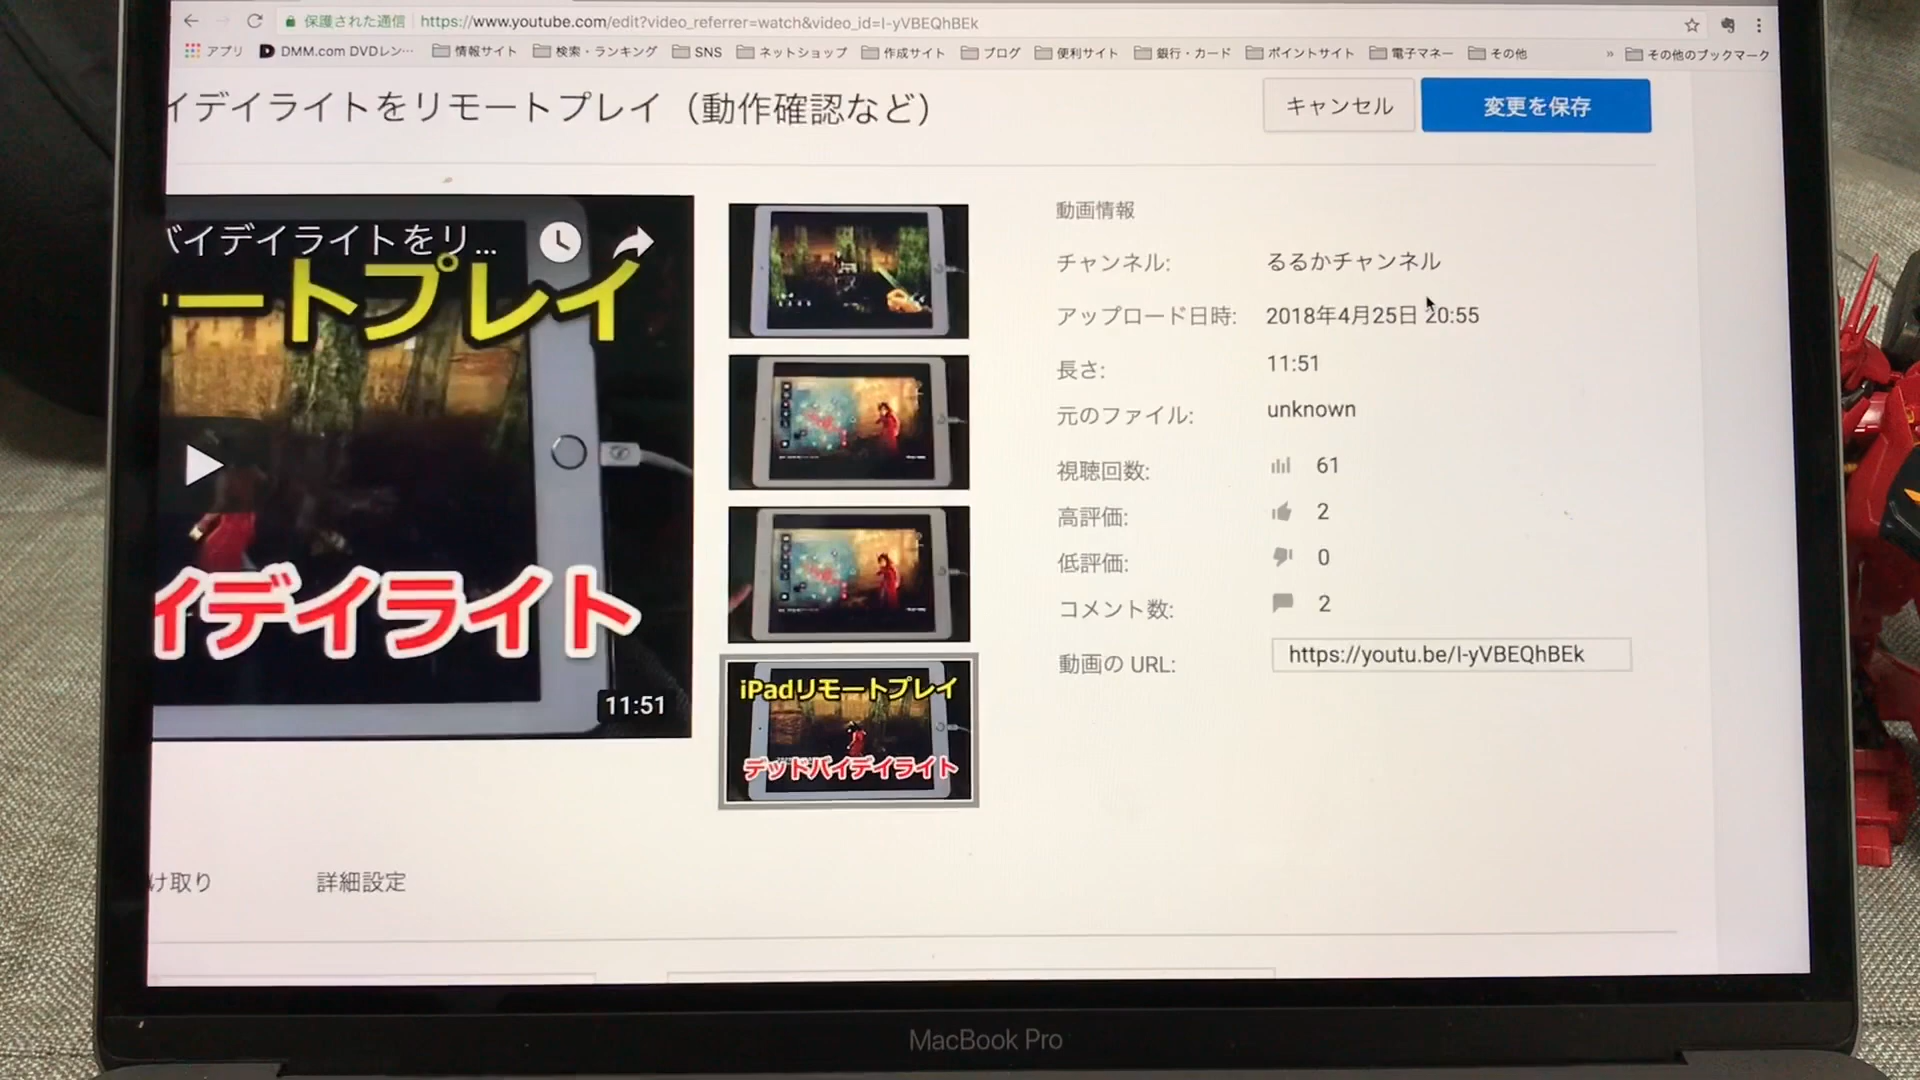 保護された通信 https://www.youtube.com/edit?video_referrer=watch&video_id=I-yVBEQhBEk
アプリ DMM.com DVDレン… 情報サイト 検索・ランキング SNS ネットショップ 作成サイト ブログ 便利サイト 銀行・カード ポイントサイト 電子マネー その他 » その他のブックマーク
イデイライトをリモートプレイ（動作確認など） キャンセル 変更を保存
バイデイライトをリ...
ートプレイ
イデイライト
11:51
iPadリモートプレイ
デッドバイデイライト
動画情報
チャンネル: るるかチャンネル
アップロード日時: 2018年4月25日 20:55
長さ: 11:51
元のファイル: unknown
視聴回数: 61
高評価: 2
低評価: 0
コメント数: 2
動画の URL: https://youtu.be/I-yVBEQhBEk
け取り 詳細設定
MacBook Pro